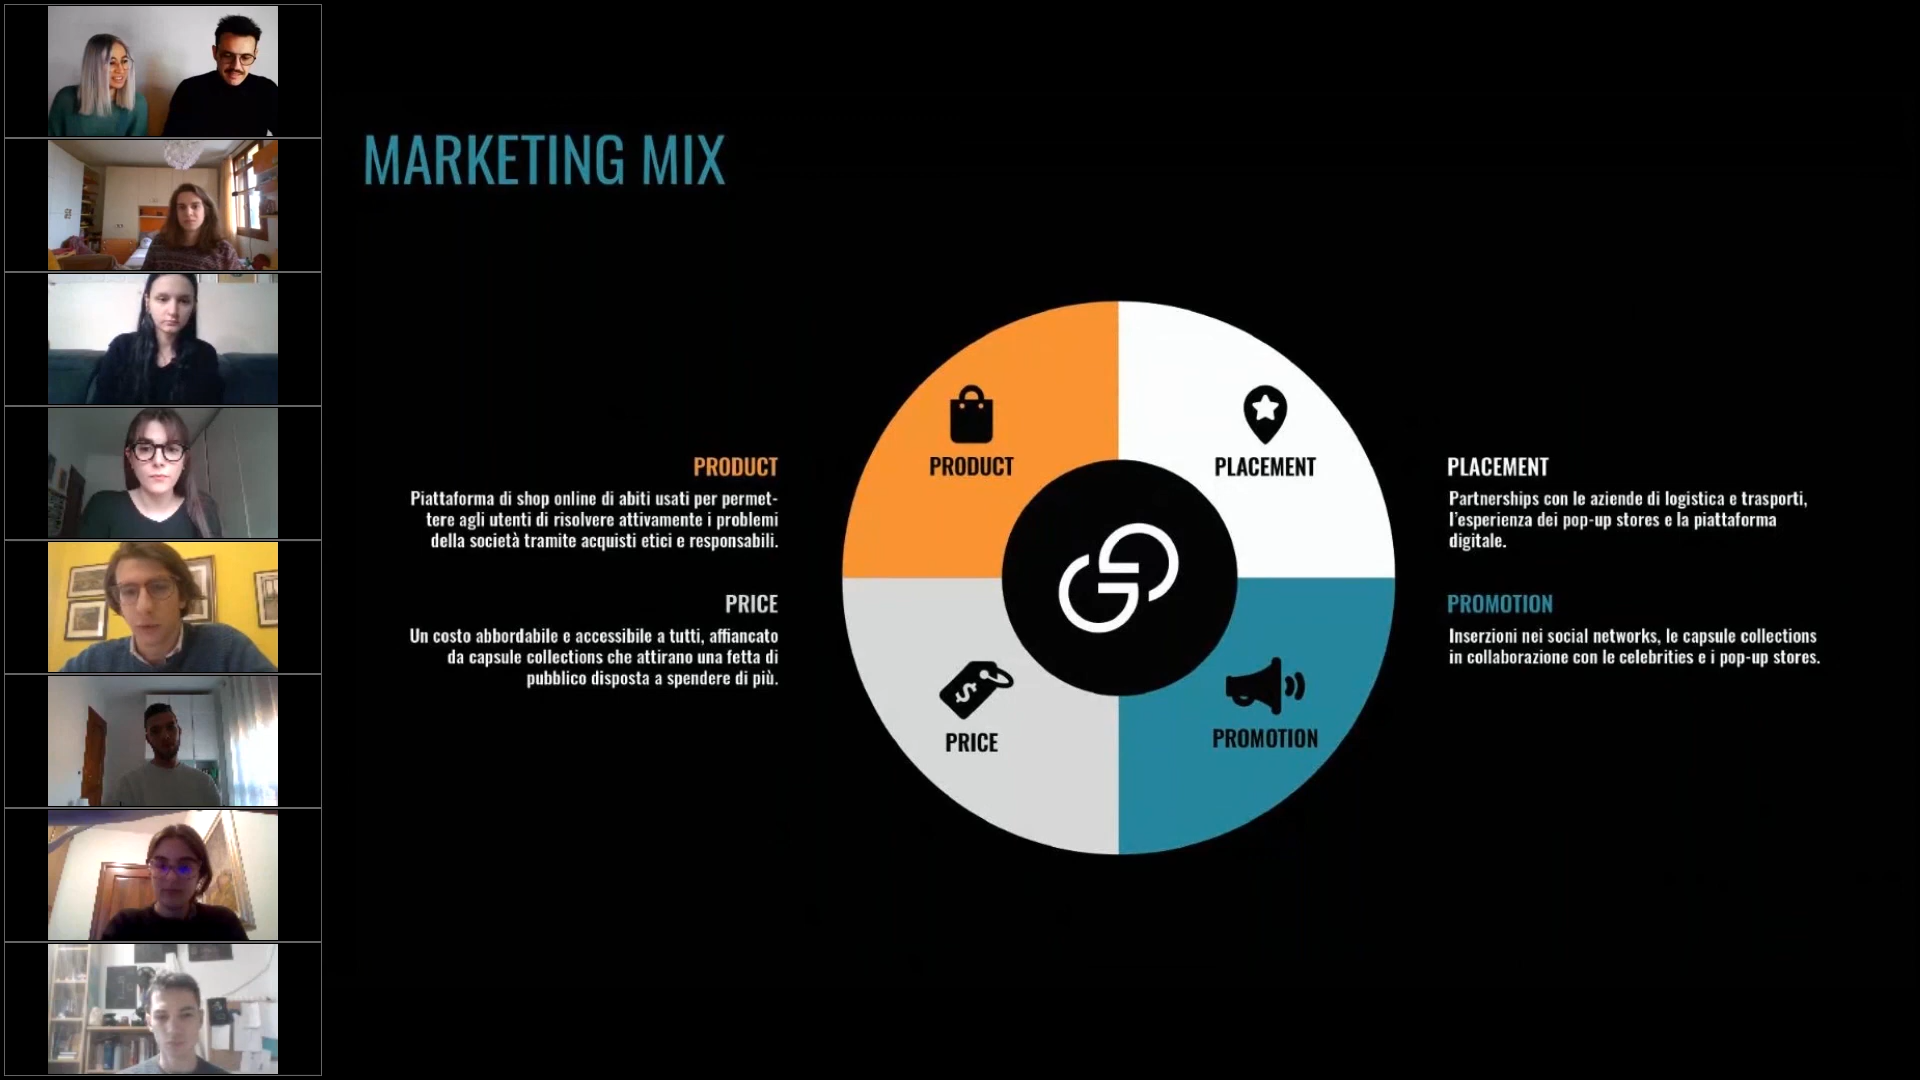 MARKETING MIX
PRODUCT
Piattaforma di shop online di abiti usati per permet-
tere agli utenti di risolvere attivamente i problemi
della società tramite acquisti etici e responsabili.
PRICE
Un costo abbordabile e accessibile a tutti, affiancato
da capsule collections che attirano una fetta di
pubblico disposta a spendere di più.
PRODUCT
PLACEMENT
PRICE
$
PROMOTION
PLACEMENT
Partnerships con le aziende di logistica e trasporti,
l'esperienza dei pop-up stores e la piattaforma
digitale.
PROMOTION
Inserzioni nei social networks, le capsule collections
in collaborazione con le celebrities e i pop-up stores.